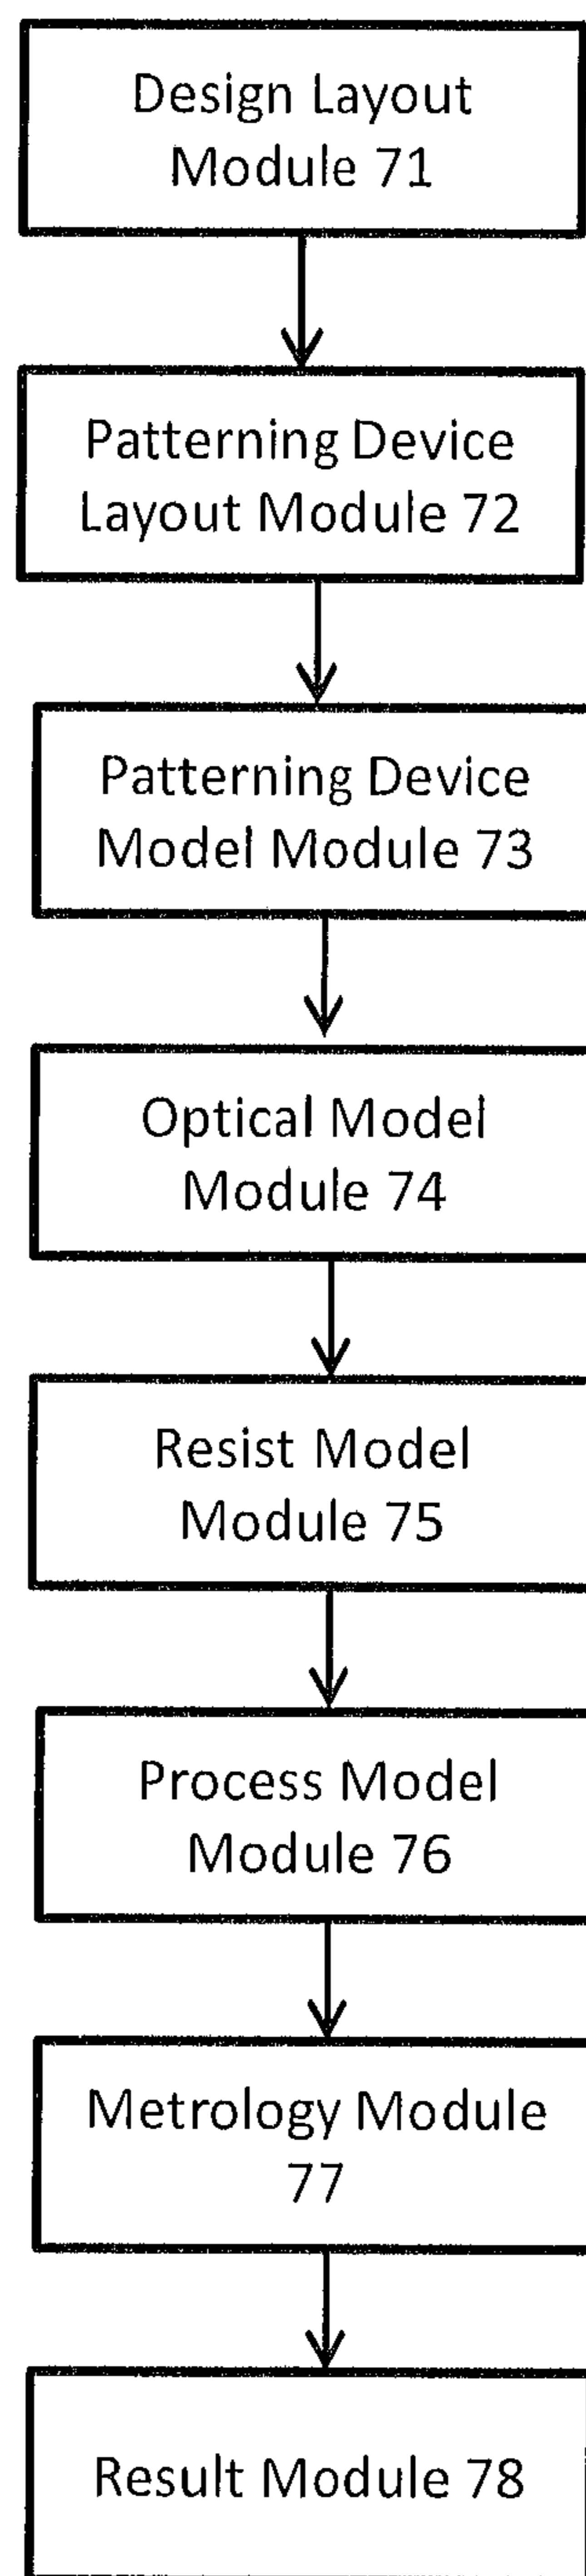 Design Layout
Module 71
Patterning Device
Layout Module 72
Patterning Device
Model Module 73
Optical Model
Module 74
Resist Model
Module 75
Process Model
Module 76
Metrology Module
77
Result Module 78